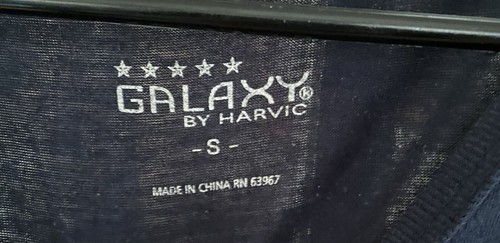 GALAXY®
BY HARVIC
- S -
MADE IN CHINA RN 63967